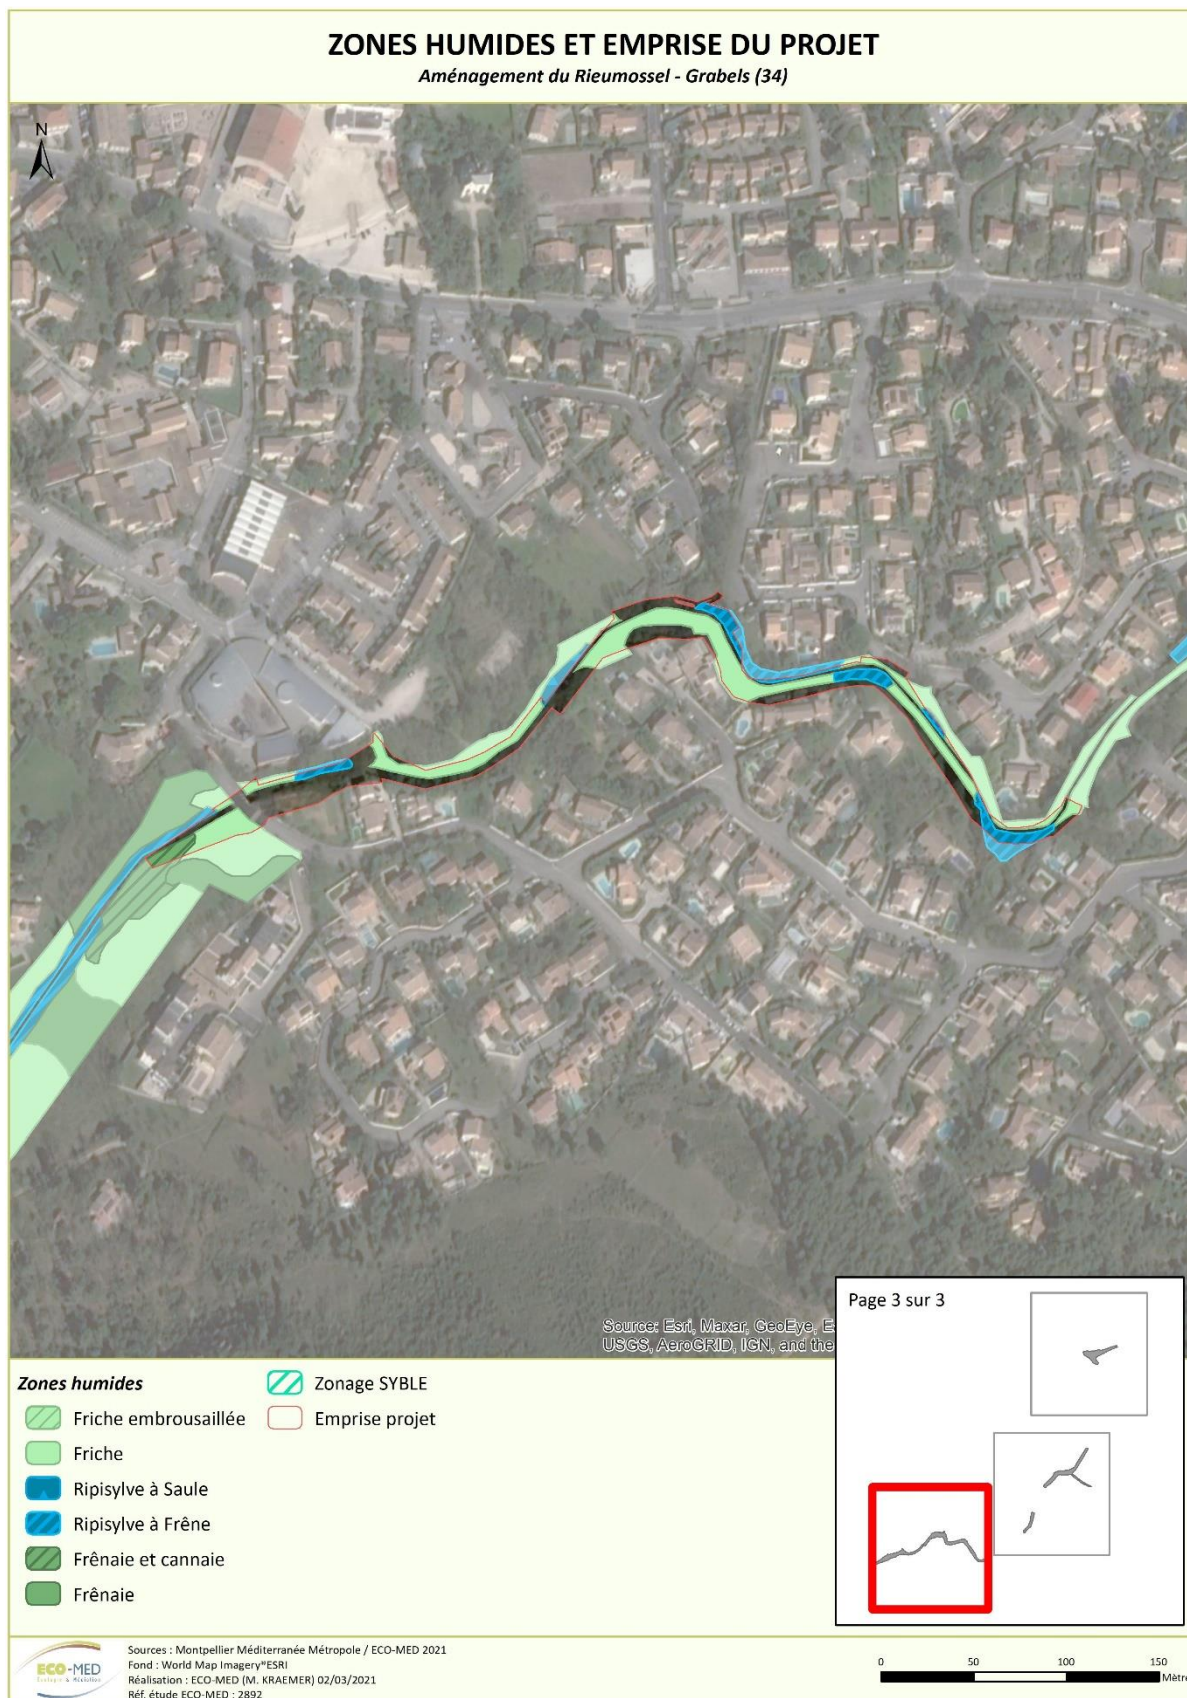 ZONES HUMIDES ET EMPRISE DU PROJET
Aménagement du Rieumossel - Grabels (34)
N
Source: Esri, Maxar, GeoEye, E
USGS, AeroGRID, IGN, and the
Page 3 sur 3
Zones humides
Friche embrousaillée
Friche
Ripisylve à Saule
Ripisylve à Frêne
Frênaie et cannaie
Frênaie
Zonage SYBLE
Emprise projet
ECO-MED
Ecologie & Médiation
Sources : Montpellier Méditerranée Métropole / ECO-MED 2021
Fond : World Map Imagery®ESRI
Réalisation : ECO-MED (M. KRAEMER) 02/03/2021
Réf. étude ECO-MED : 2892
0 50 100 150
Mètre